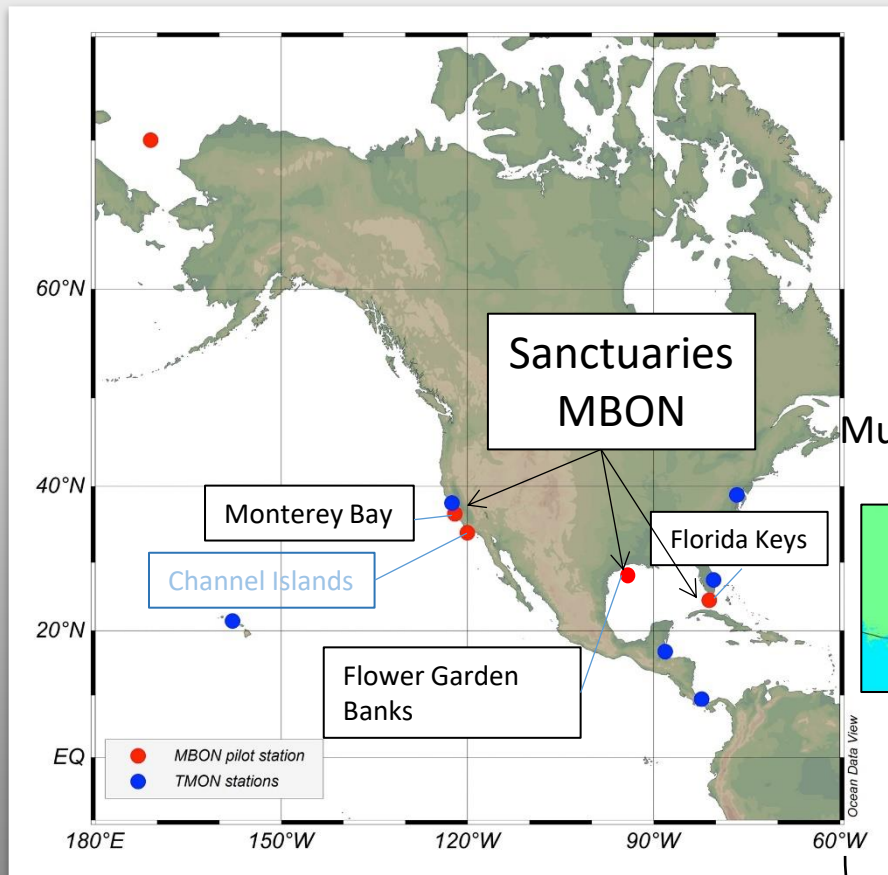 60°N
Sanctuaries
MBON
Mu
40°N
Monterey Bay
Florida Keys
Channel Islands
20°N
Flower Garden
Banks
EQ
MBON pilot station
TMON stations
Ocean Data View
180°E
150°W
120°W
90°W
60°W